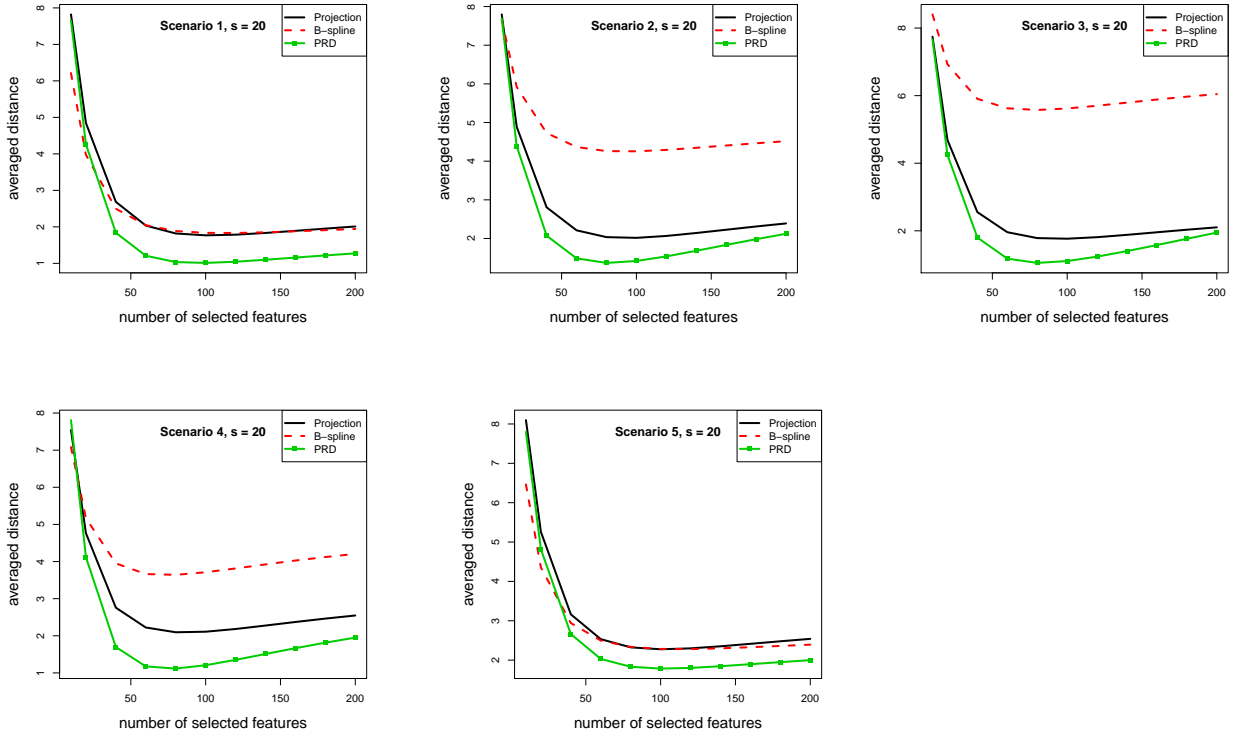 Scenario 1, s = 20
Projection
B-spline
PRD
averaged distance
8
7
6
5
4
3
2
1
50
100
150
200
number of selected features
Scenario 2, s = 20
Projection
B-spline
PRD
averaged distance
8
7
6
5
4
3
2
50
100
150
200
number of selected features
Scenario 3, s = 20
Projection
B-spline
PRD
averaged distance
8
6
4
2
50
100
150
200
number of selected features
Scenario 4, s = 20
Projection
B-spline
PRD
averaged distance
8
7
6
5
4
3
2
1
50
100
150
200
number of selected features
Scenario 5, s = 20
Projection
B-spline
PRD
averaged distance
8
7
6
5
4
3
2
50
100
150
200
number of selected features